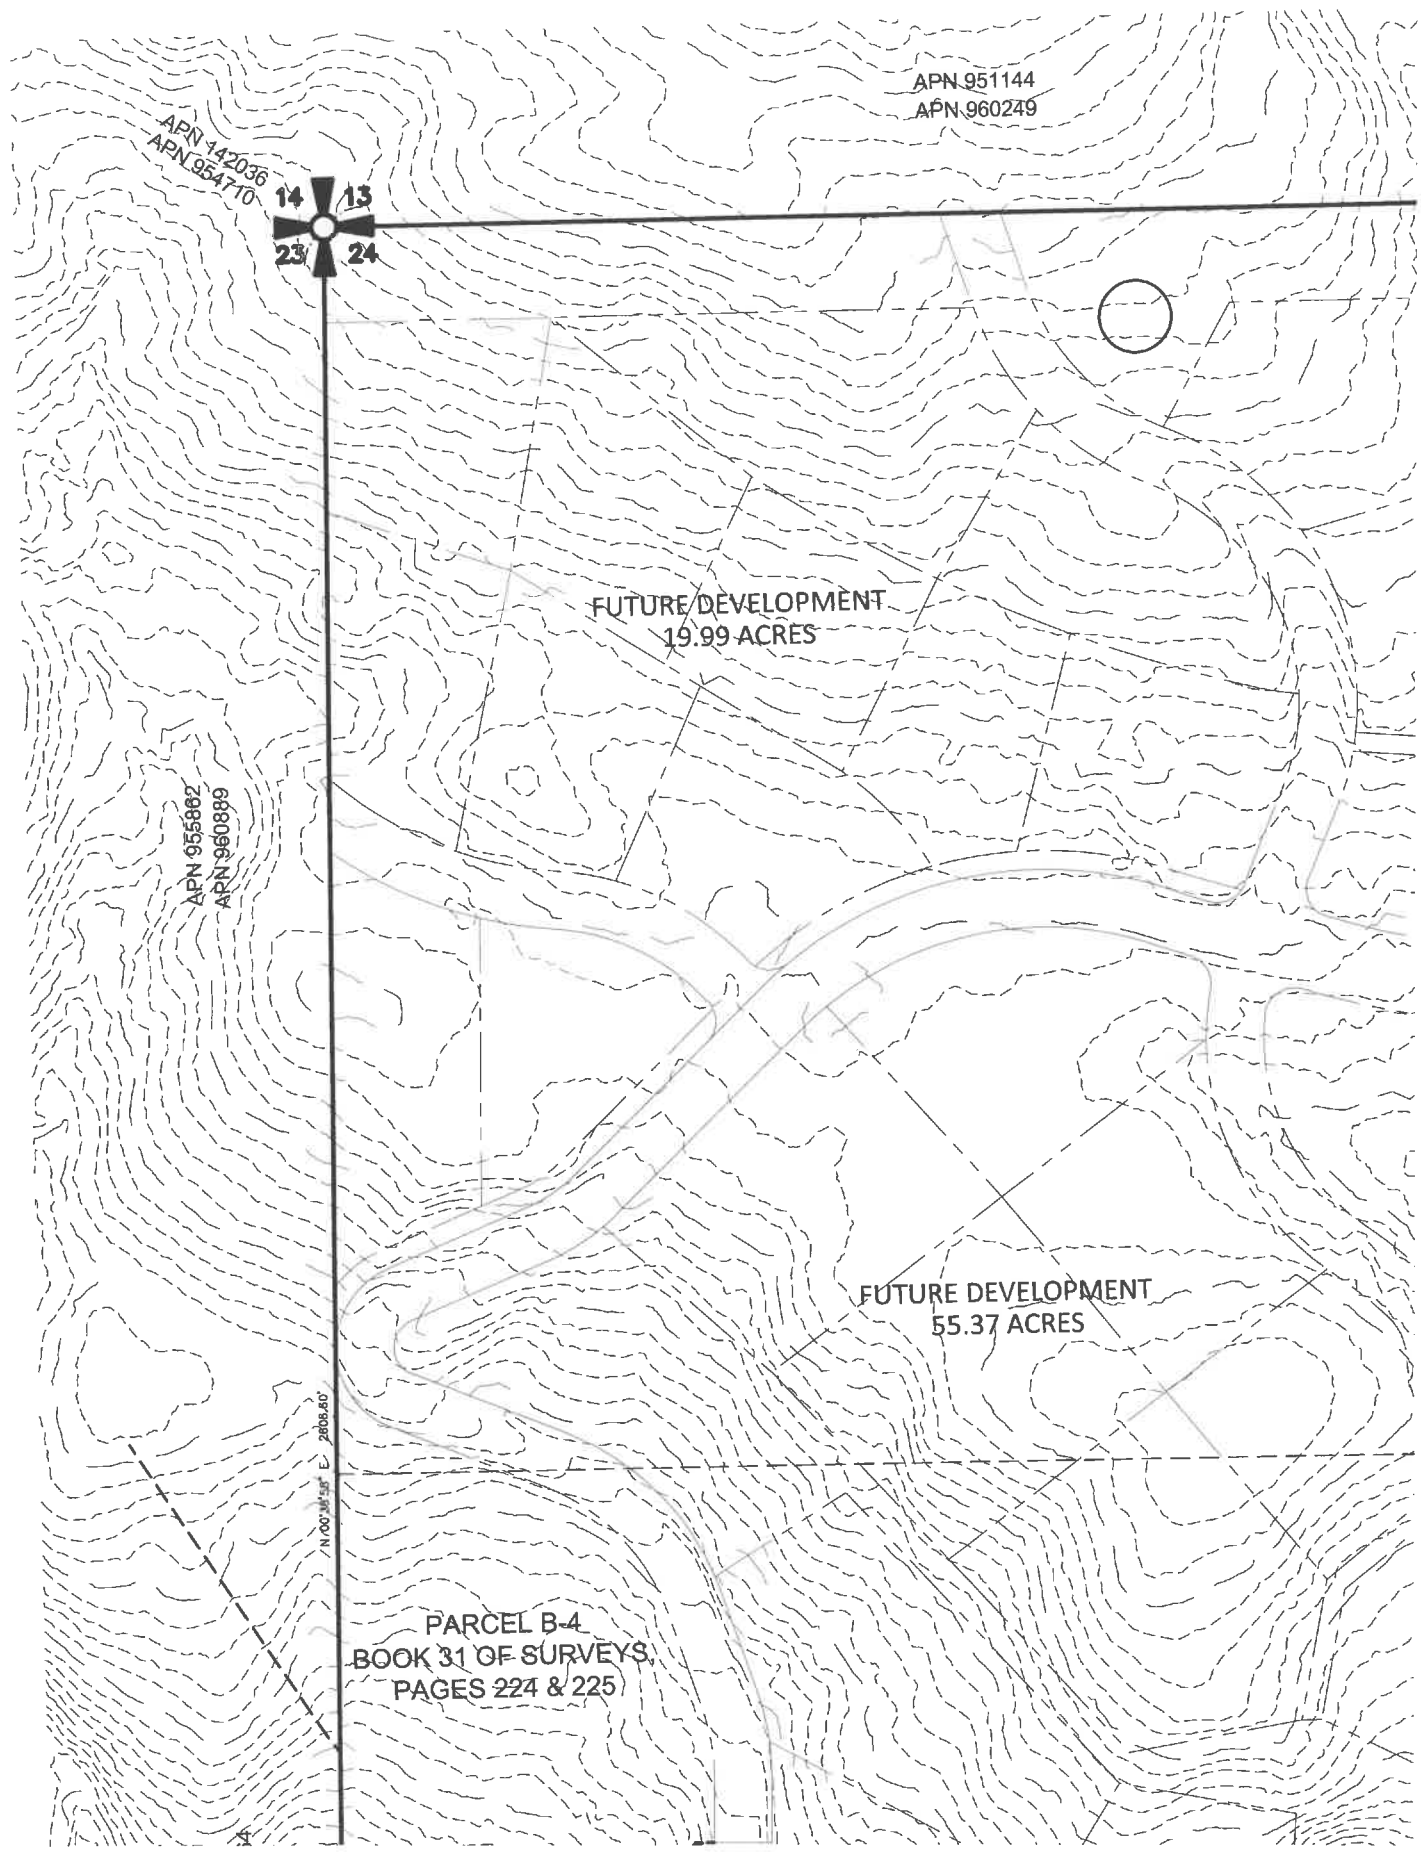 APN 951144
APN 960249
APN 142036
APN 954710
14 13
23 24
FUTURE DEVELOPMENT
19.99 ACRES
APN 955862
APN 960889
FUTURE DEVELOPMENT
55.37 ACRES
2606.60'
PARCEL B-4
BOOK 31 OF SURVEYS,
PAGES 224 & 225